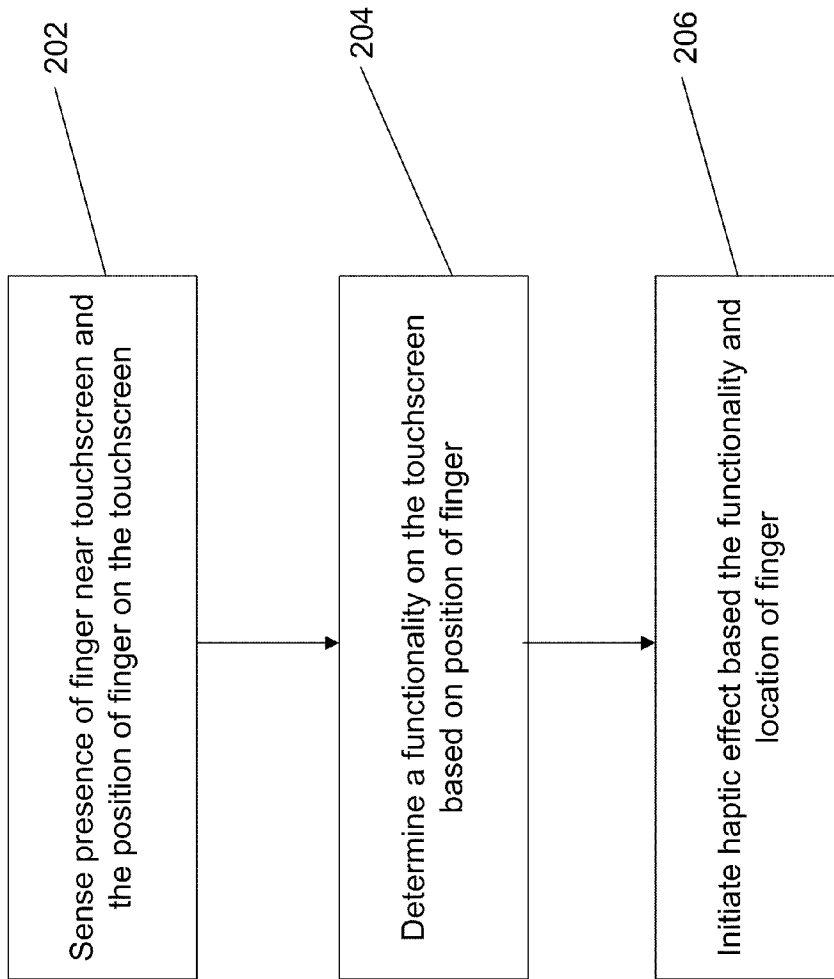 Sense presence of finger near touchscreen and
the position of finger on the touchscreen
202
Determine a functionality on the touchscreen
based on position of finger
204
Initiate haptic effect based the functionality and
location of finger
206